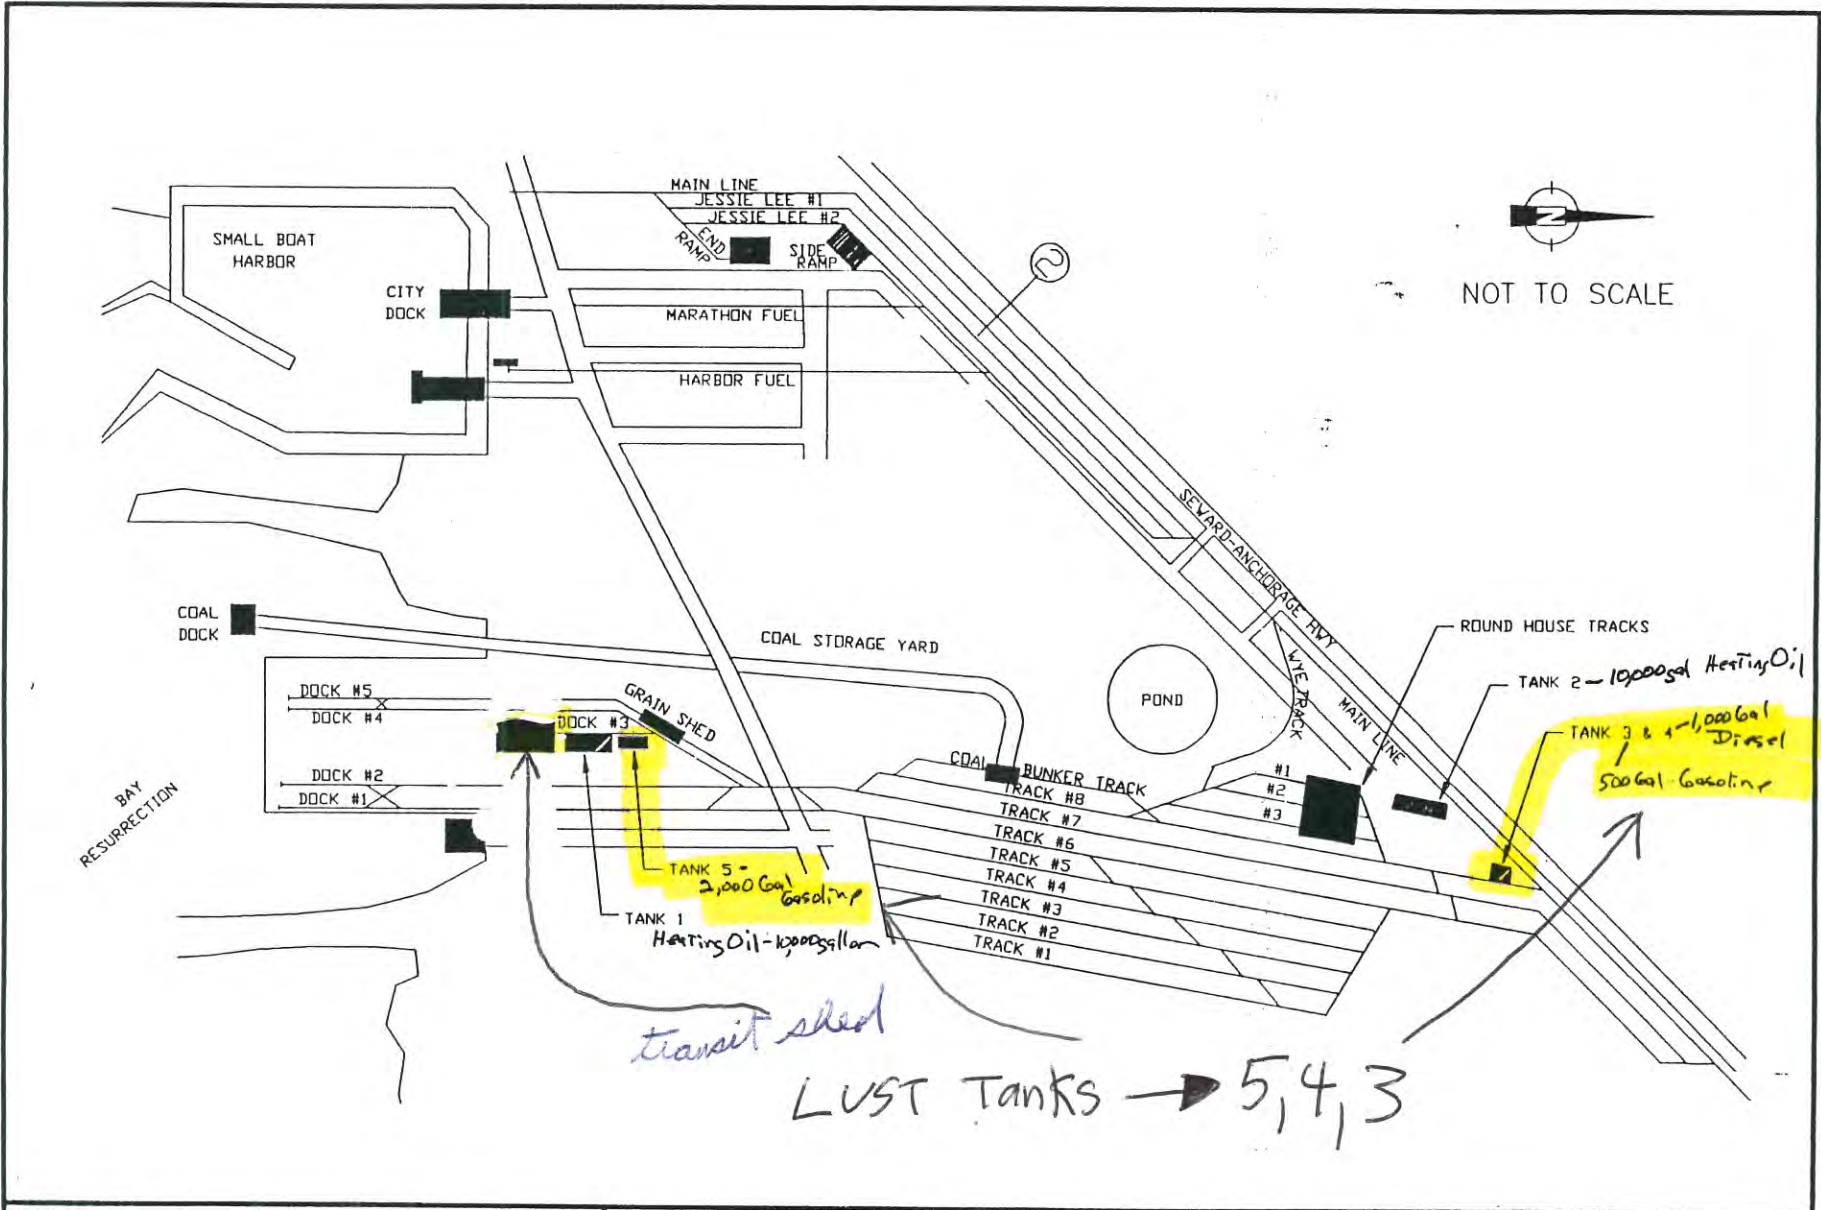 MAIN LINE
JESSIE LEE #1
JESSIE LEE #2
END
RAMP
SIDE
RAMP
SMALL BOAT
HARBOR
CITY
DOCK
MARATHON FUEL
HARBOR FUEL
N
NOT TO SCALE
SEWARD-ANCHORAGE HWY
COAL
DOCK
COAL STORAGE YARD
POND
WYE TRACK
MAIN LINE
ROUND HOUSE TRACKS
TANK 2 - 10,000gal Heating Oil
TANK 3 & 4 - 1,000 Gal
Diesel
500 Gal - Gasoline
DOCK #5
DOCK #4
DOCK #3
GRAIN SHED
DOCK #2
DOCK #1
BAY
RESURRECTION
COAL BUNKER TRACK
TRACK #8
TRACK #7
TRACK #6
TRACK #5
TRACK #4
TRACK #3
TRACK #2
TRACK #1
#1
#2
#3
TANK 5 -
2,000 Gal
Gasoline
TANK 1
Heating Oil - 10,000 gallon
transit shed
LUST Tanks → 5,4,3